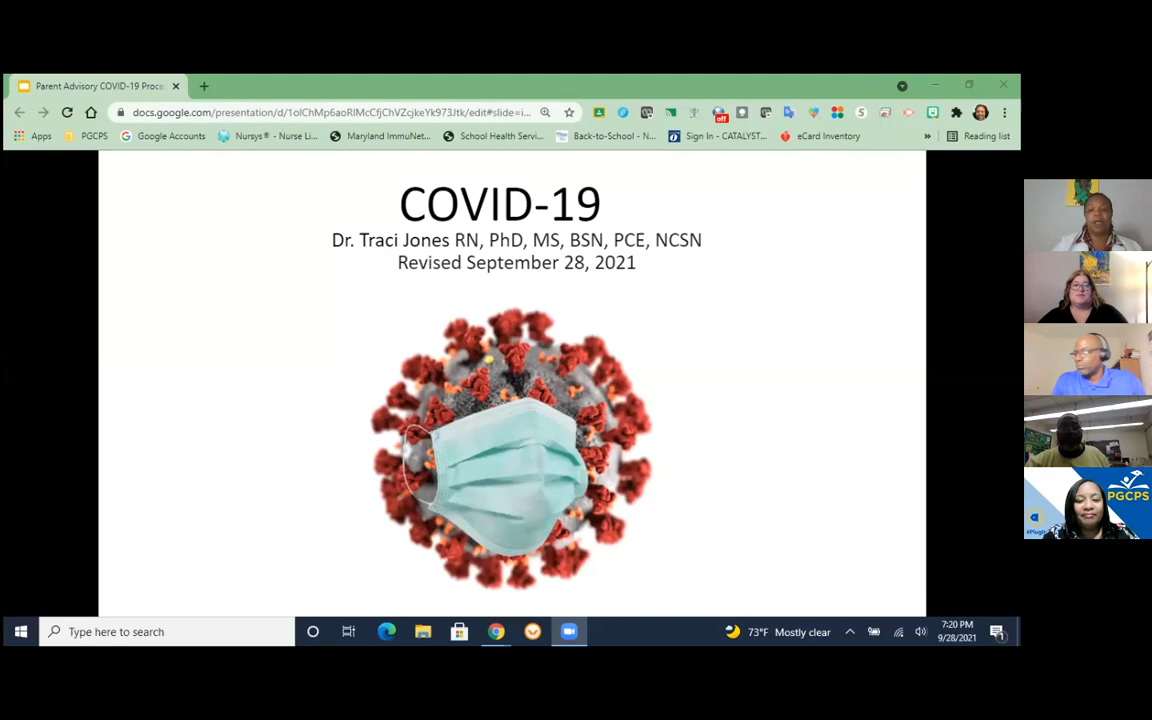 Parent Advisory COVID-19 Proce
docs.google.com/presentation/d/1olChMp6aoRIMcCfjChVZcjkeYk973Jtk/edit#slide=i...
off
Apps
PGCPS
Google Accounts
Nursys® - Nurse Li...
Maryland ImmuNet...
School Health Servi...
Back-to-School - N...
Sign In - CATALYST...
eCard Inventory
»
Reading list
COVID-19
Dr. Traci Jones RN, PhD, MS, BSN, PCE, NCSN
Revised September 28, 2021
PGCPS
Type here to search
73°F Mostly clear
7:20 PM
9/28/2021
1